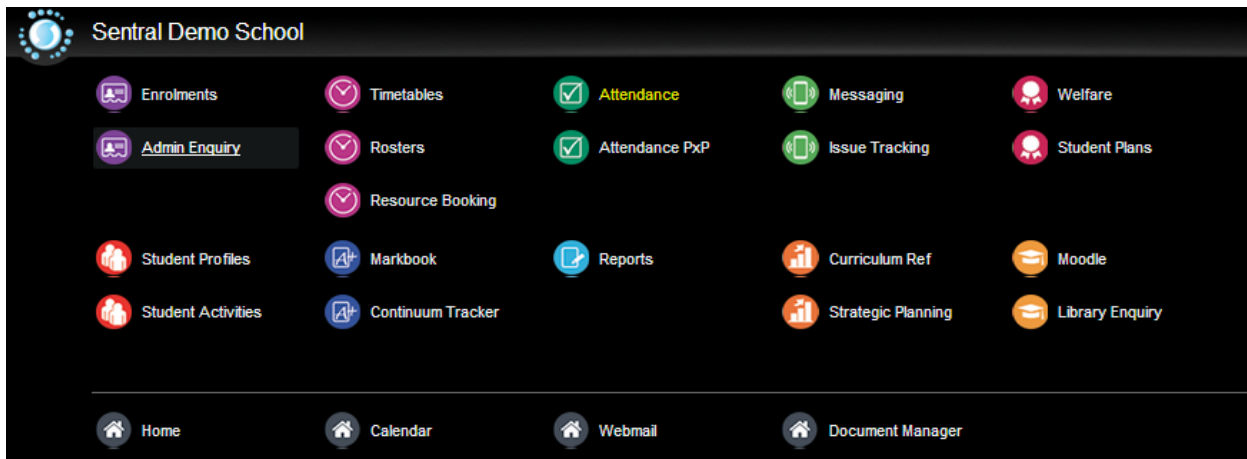 Sentral Demo School
Enrolments Timetables Attendance Messaging Welfare
Admin Enquiry Rosters Attendance PxP Issue Tracking Student Plans
Resource Booking
Student Profiles Markbook Reports Curriculum Ref Moodle
Student Activities Continuum Tracker Strategic Planning Library Enquiry
Home Calendar Webmail Document Manager